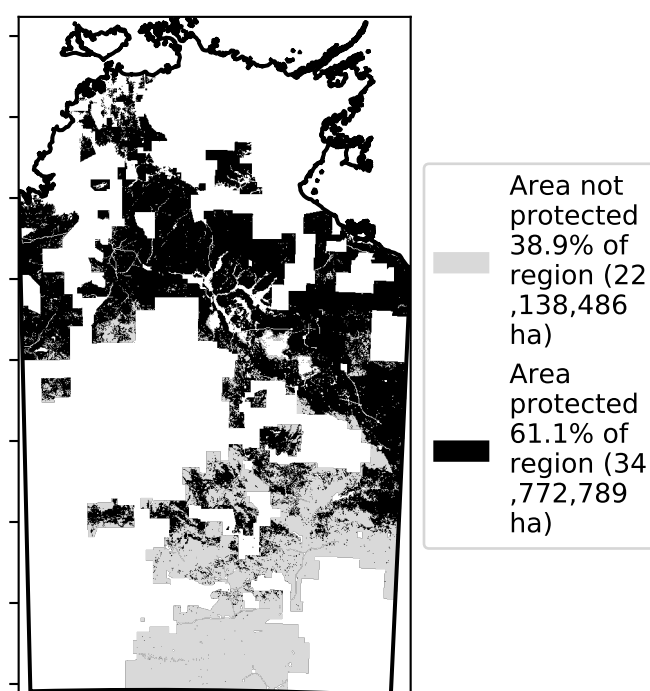 Area not
protected
38.9% of
region (22
,138,486
ha)
Area
protected
61.1% of
region (34
,772,789
ha)